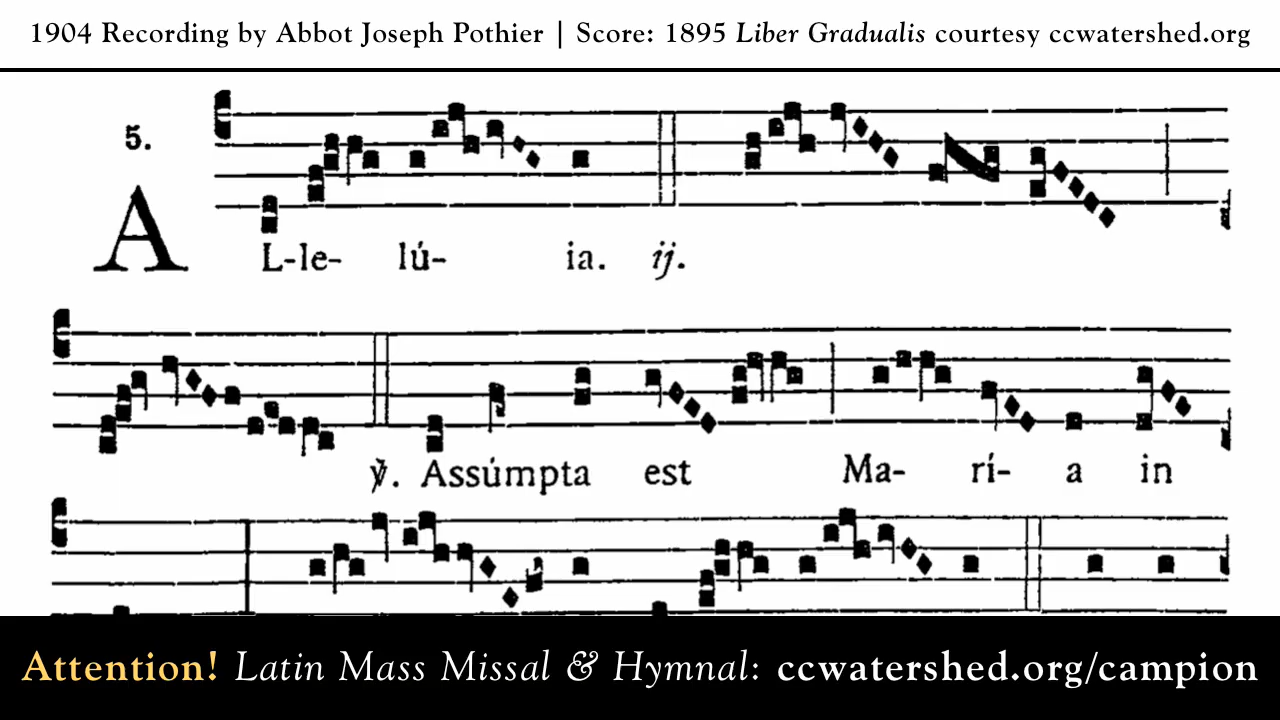 1904 Recording by Abbot Joseph Pothier | Score: 1895 Liber Gradualis courtesy ccwatershed.org
5.
AL-le- lú- ia. ij.
℣. Assúmpta est Ma- rí- a in
Attention! Latin Mass Missal & Hymnal: ccwatershed.org/campion